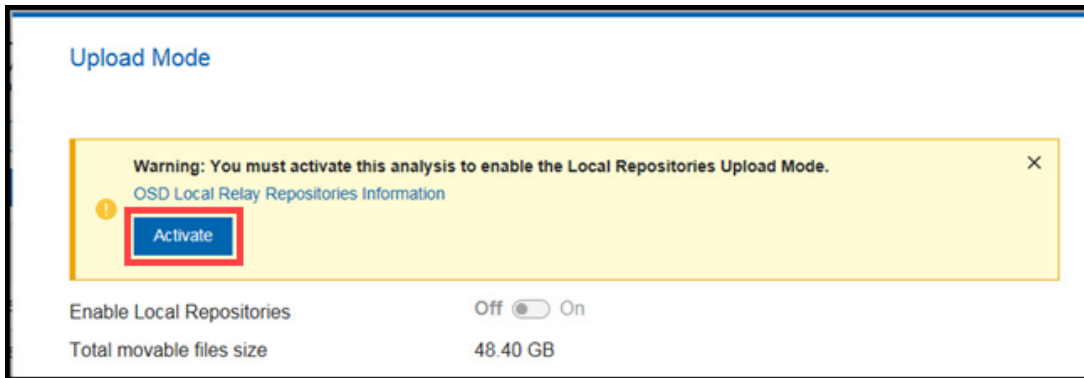 Upload Mode
Warning: You must activate this analysis to enable the Local Repositories Upload Mode.
OSD Local Relay Repositories Information
Activate
Enable Local Repositories Off On
Total movable files size 48.40 GB